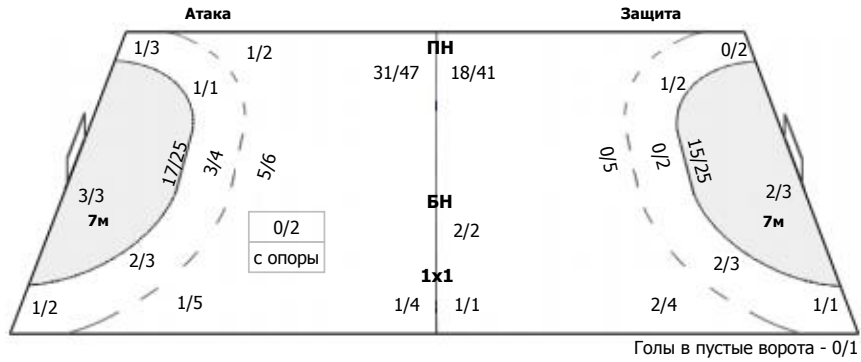 Атака
Защита
1/3
1/2
ПН
0/2
31/47
18/41
1/1
1/2
17/25
3/4
5/6
0/5
0/2
15/25
3/3
7м
2/3
7м
БН
0/2
2/2
с опоры
2/3
2/3
1x1
1/2
1/5
1/4
1/1
2/4
1/1
Голы в пустые ворота - 0/1